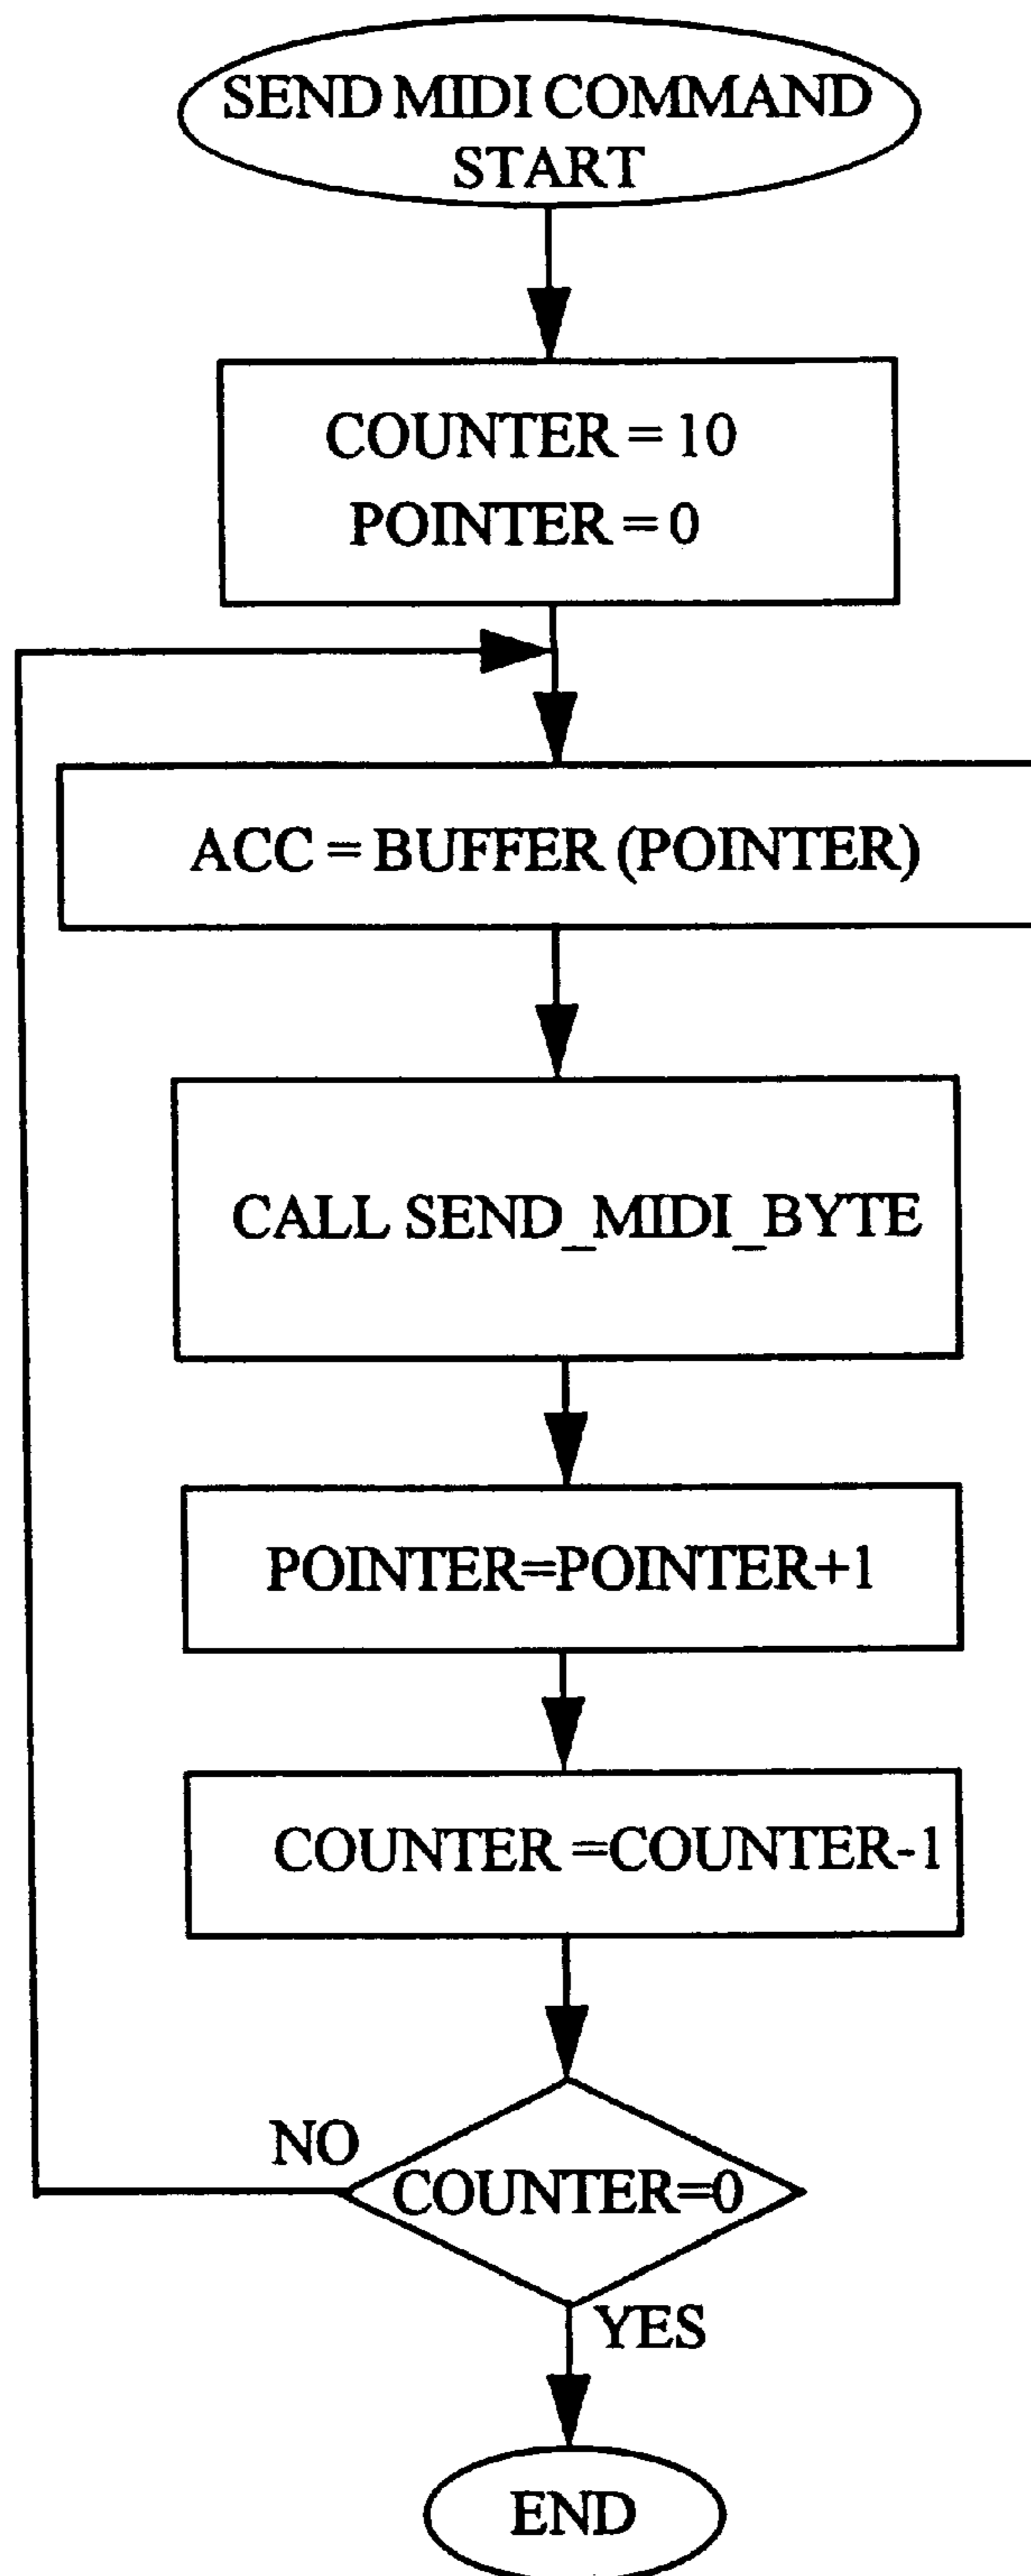 SEND MIDI COMMAND
START
COUNTER = 10
POINTER = 0
ACC = BUFFER (POINTER)
CALL SEND_MIDI_BYTE
POINTER=POINTER+1
COUNTER =COUNTER-1
NO
COUNTER=0
YES
END